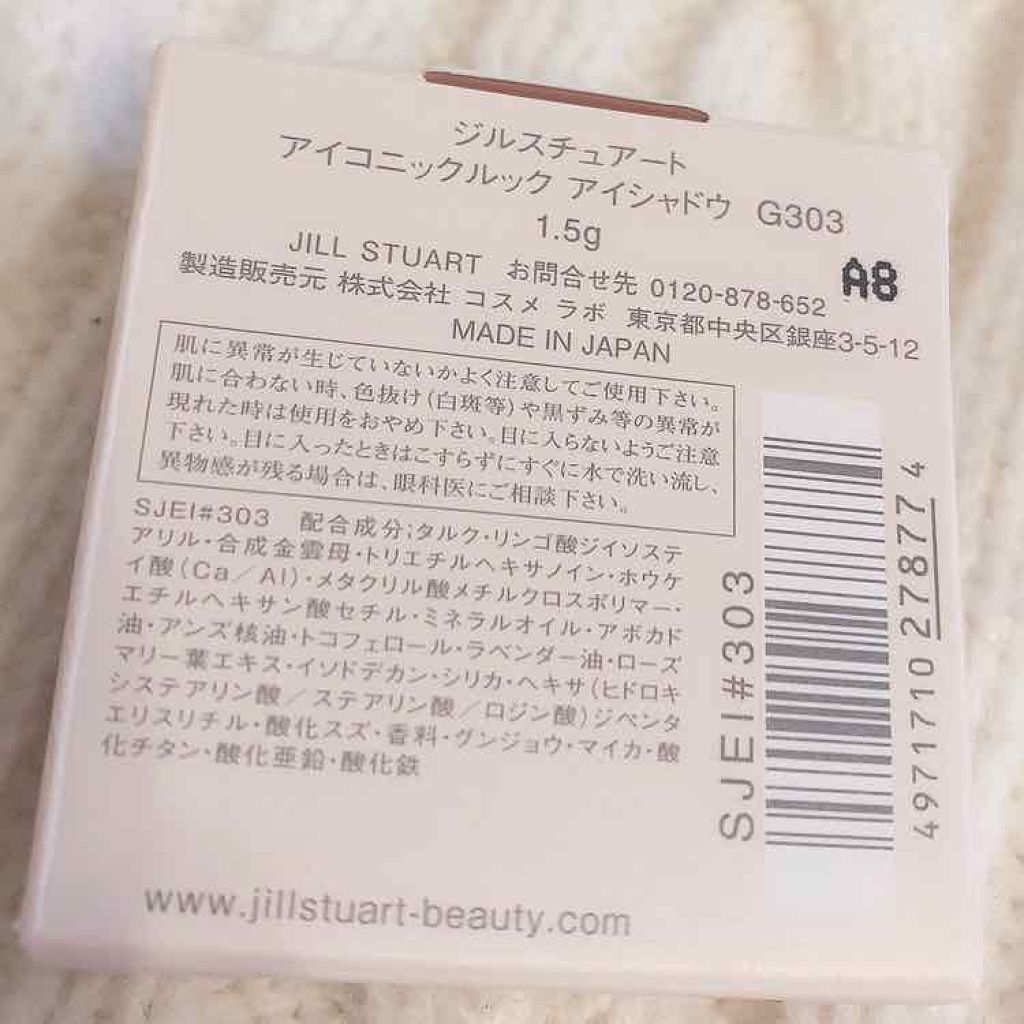 ジルスチュアート
アイコニックルック アイシャドウ G303
1.5g
JILL STUART お問合せ先 0120-878-652
A8
製造販売元 株式会社 コスメ ラボ 東京都中央区銀座3-5-12
MADE IN JAPAN
肌に異常が生じていないかよく注意してご使用下さい。
肌に合わない時、色抜け(白斑等)や黒ずみ等の異常が
現れた時は使用をおやめ下さい。目に入らないようご注意
下さい。目に入ったときはこすらずにすぐに水で洗い流し、
異物感が残る場合は、眼科医にご相談下さい。
SJEI#303 配合成分;タルク・リンゴ酸ジイソステ
アリル・合成金雲母・トリエチルヘキサノイン・ホウケ
イ酸(Ca/Al)・メタクリル酸メチルクロスポリマー・
エチルヘキサン酸セチル・ミネラルオイル・アボカド
油・アンズ核油・トコフェロール・ラベンダー油・ローズ
マリー葉エキス・イソドデカン・シリカ・ヘキサ(ヒドロキ
システアリン酸/ステアリン酸/ロジン酸)ジペンタ
エリスリチル・酸化スズ・香料・グンジョウ・マイカ・酸
化チタン・酸化亜鉛・酸化鉄
SJEI#303
4971710 278774
www.jillstuart-beauty.com